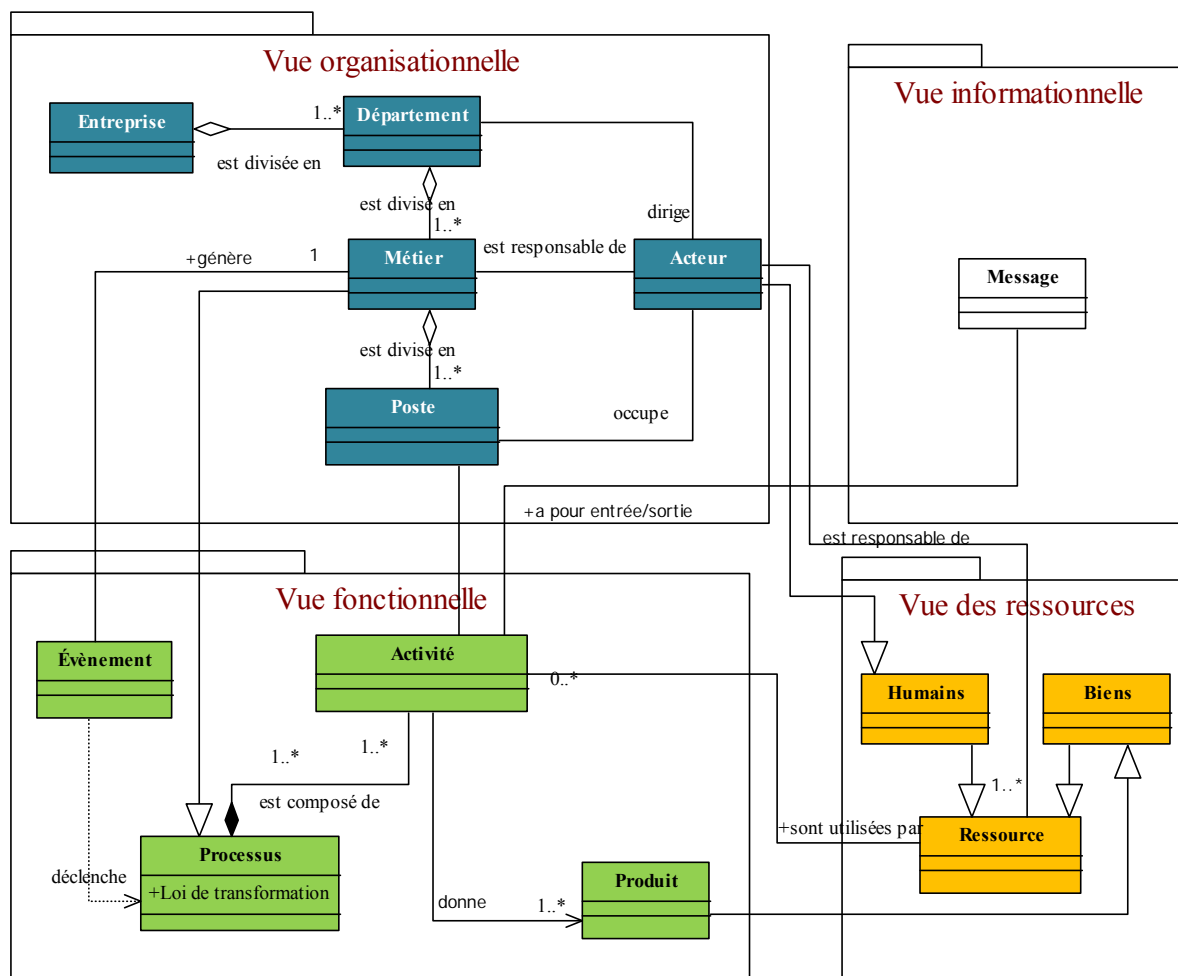 Vue organisationnelle
Vue informationnelle
Entreprise
1..*
Département
est divisée en
est divisé en
1..*
dirige
+génère
1
Métier
est responsable de
Acteur
Message
est divisé en
1..*
Poste
occupe
+a pour entrée/sortie
est responsable de
Vue fonctionnelle
Vue des ressources
Évènement
Activité
0..*
Humains
Biens
1..*
1..*
est composé de
1..*
+sont utilisées par
Ressource
Processus
+Loi de transformation
déclenche
donne
1..*
Produit